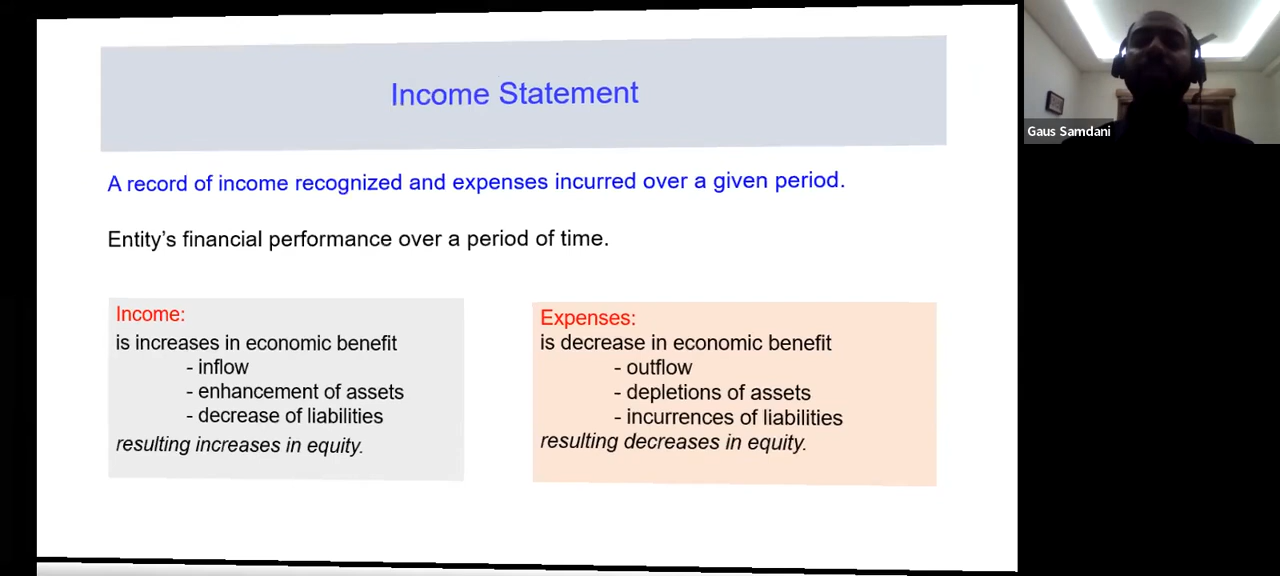 Income Statement
Gaus Samdani
A record of income recognized and expenses incurred over a given period.
Entity's financial performance over a period of time.
Income:
is increases in economic benefit
- inflow
- enhancement of assets
- decrease of liabilities
resulting increases in equity.
Expenses:
is decrease in economic benefit
- outflow
- depletions of assets
- incurrences of liabilities
resulting decreases in equity.